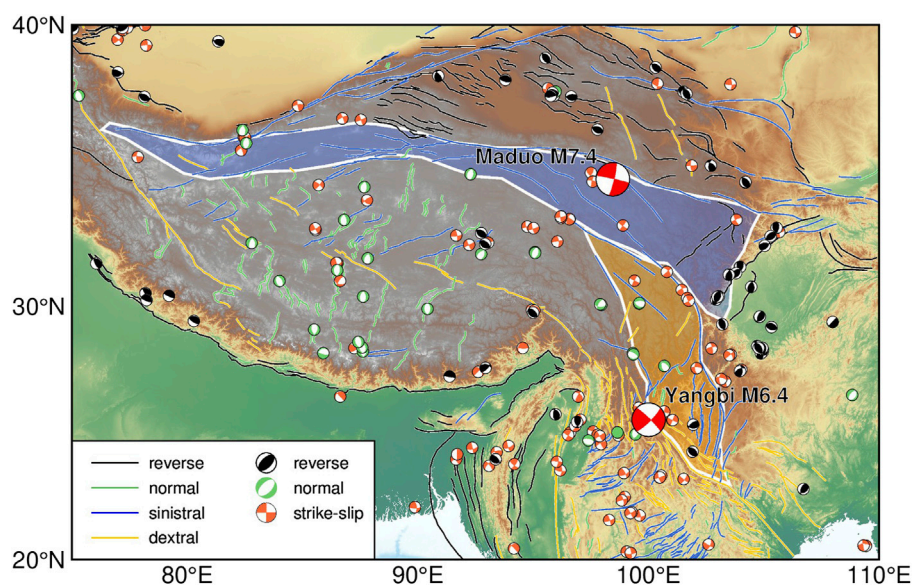 40°N
Maduo M7.4
30°N
Yangbi M6.4
reverse reverse
normal normal
sinistral strike-slip
dextral
20°N
80°E 90°E 100°E 110°E